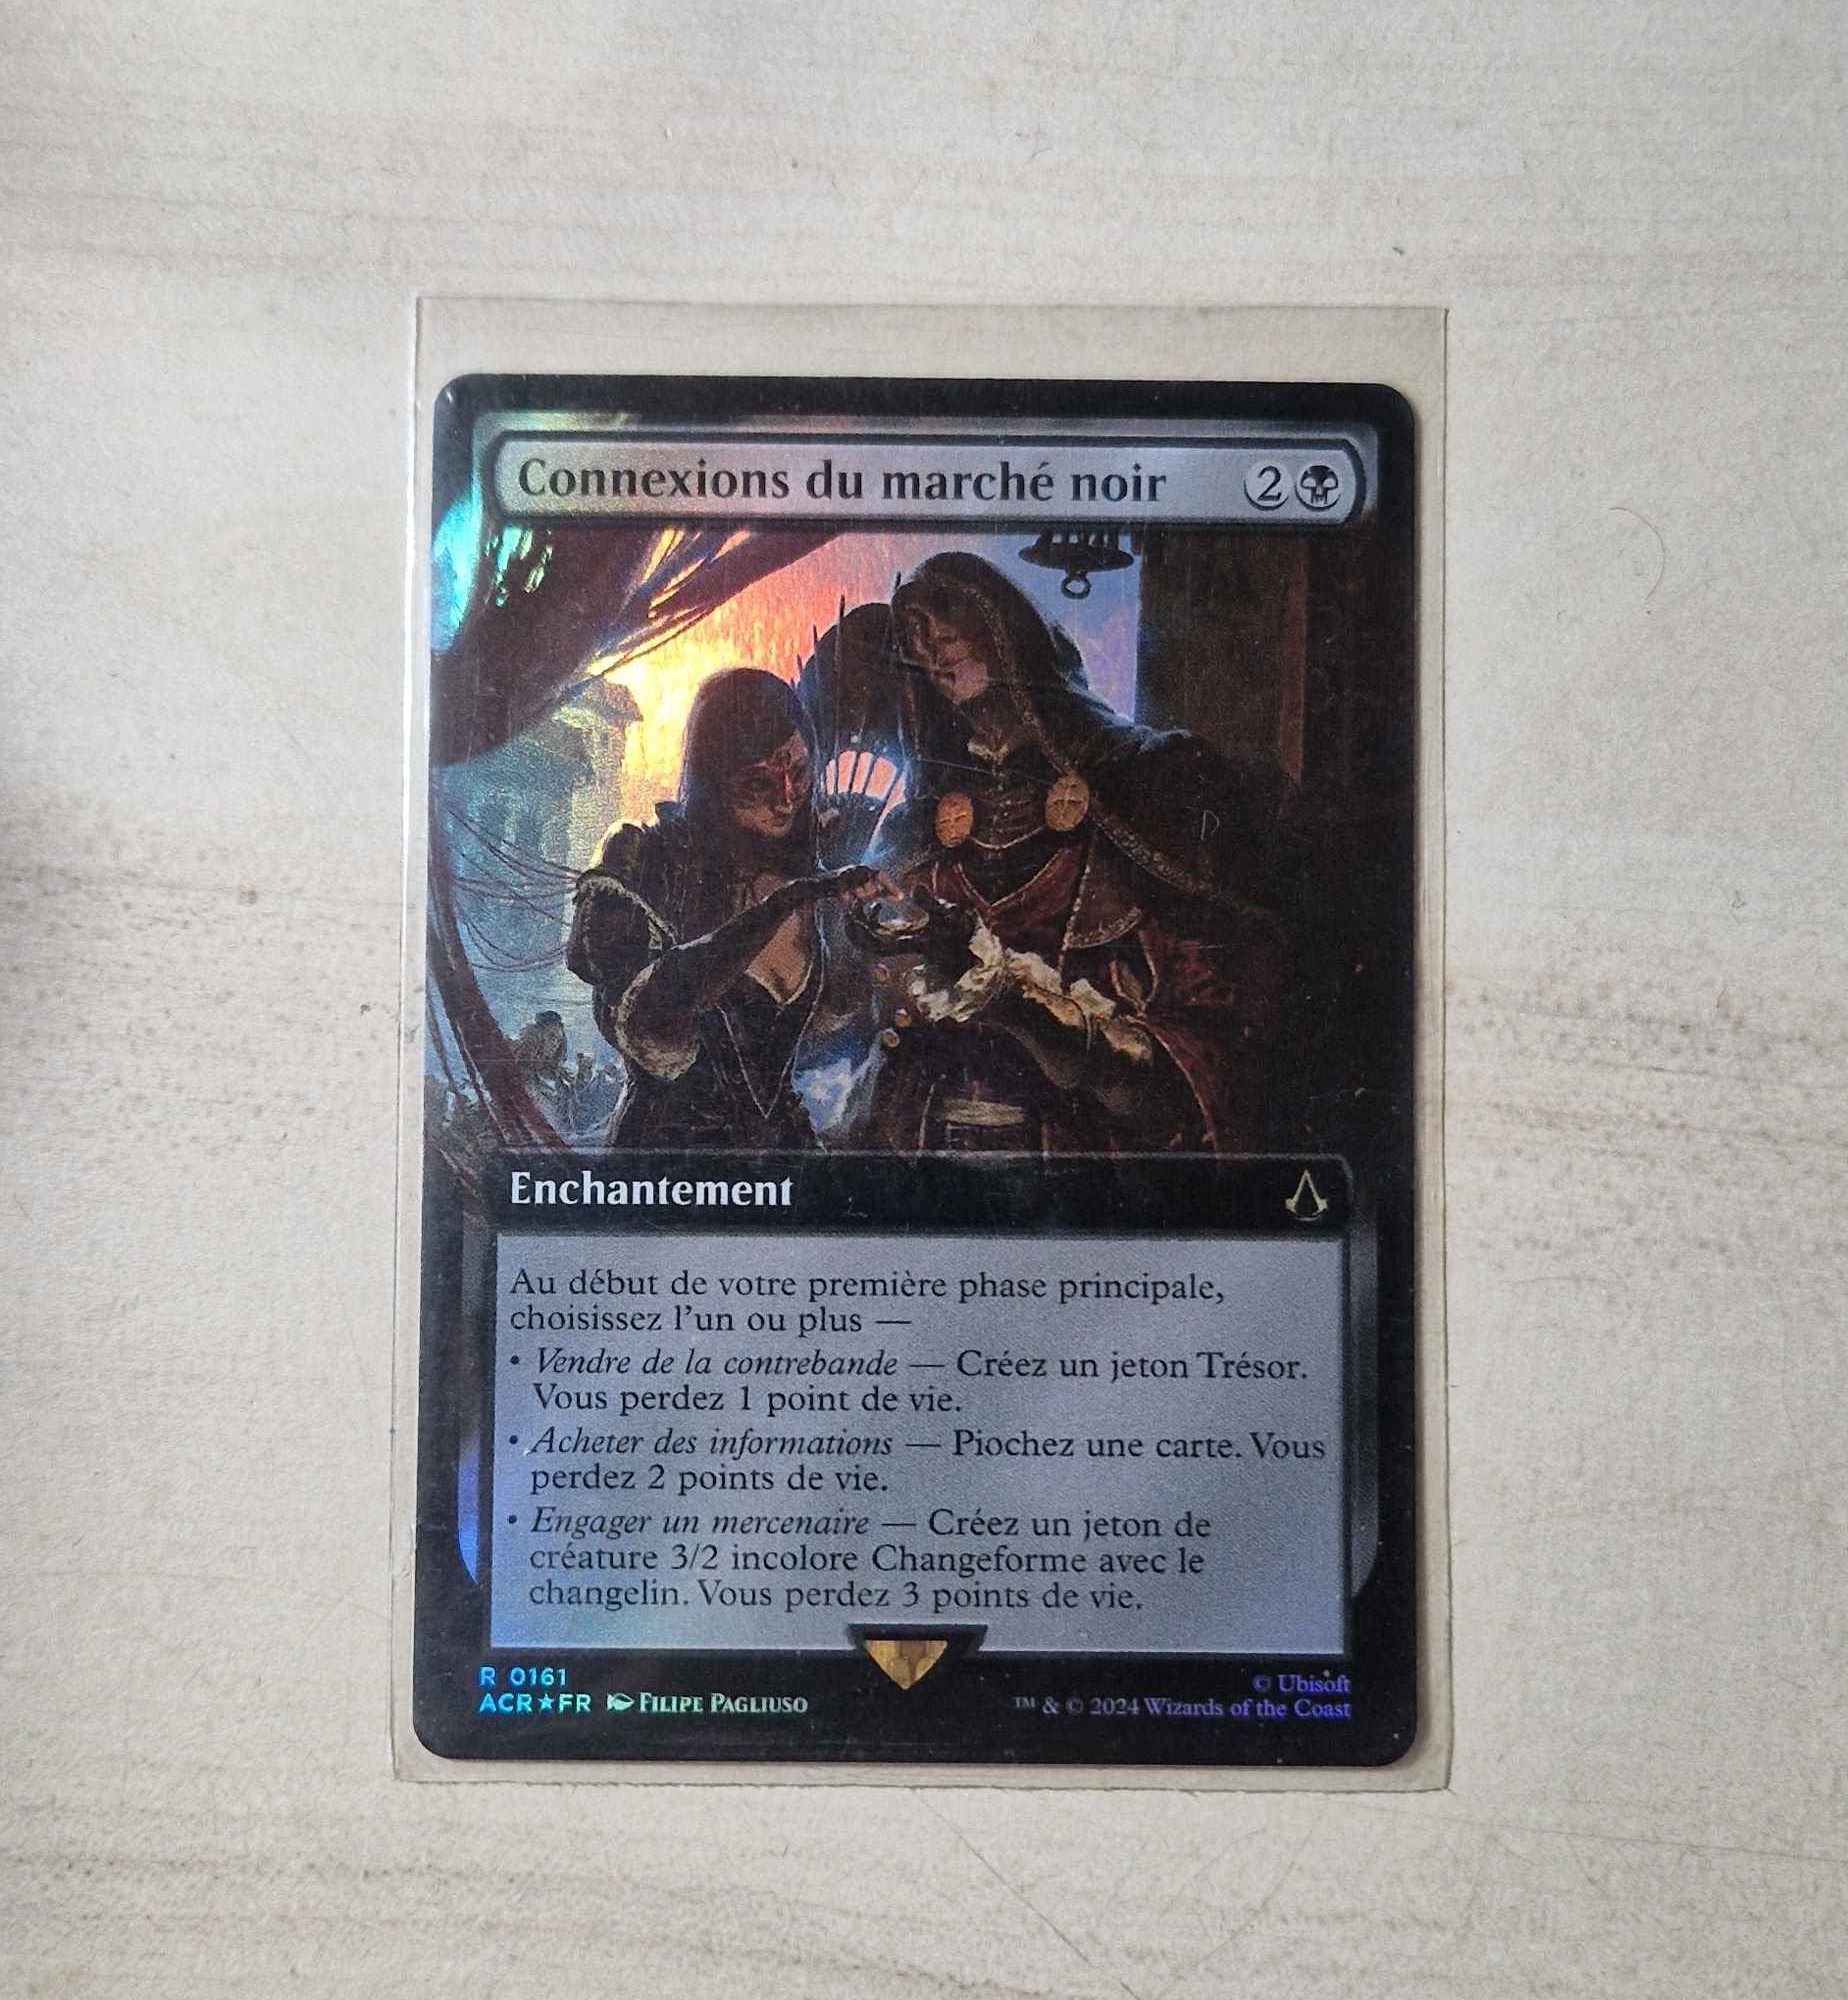 Connexions du marché noir 2
Enchantement
Au début de votre première phase principale,
choisissez l'un ou plus —
• Vendre de la contrebande — Créez un jeton Trésor.
Vous perdez 1 point de vie.
• Acheter des informations — Piochez une carte. Vous
perdez 2 points de vie.
• Engager un mercenaire — Créez un jeton de
créature 3/2 incolore Changeforme avec le
changelin. Vous perdez 3 points de vie.
R 0161
ACR★FR FILIPE PAGLIUSO
© Ubisoft
™ & © 2024 Wizards of the Coast